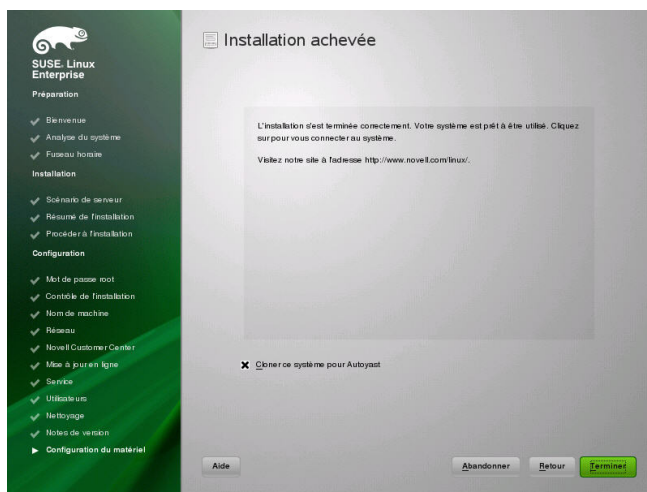 SUSE. Linux
Enterprise
Préparation
Bienvenue
Analyse du système
Fuseau horaire
Installation
Scénario de serveur
Résumé de l'installation
Procéder à l'installation
Configuration
Mot de passe root
Contrôle de l'installation
Nom de machine
Réseau
Novell Customer Center
Mise à jour en ligne
Service
Utilisateurs
Nettoyage
Notes de version
Configuration du matériel
Installation achevée
L'installation s'est terminée correctement. Votre système est prêt à être utilisé. Cliquez
sur pour vous connecter au système.
Visitez notre site à l'adresse http://www.novell.com/linux/.
Cloner ce système pour Autoyast
Aide
Abandonner
Retour
Terminer